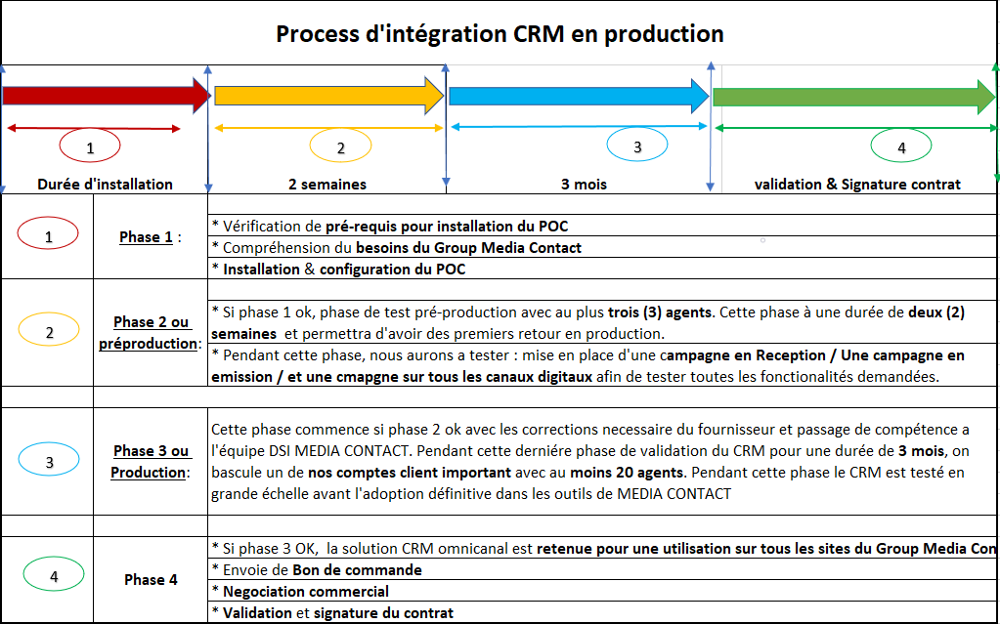 Process d'intégration CRM en production
1
2
3
4
Durée d'installation
2 semaines
3 mois
validation & Signature contrat
1
Phase 1 :
* Vérification de pré-requis pour installation du POC
* Compréhension du besoins du Group Media Contact
* Installation & configuration du POC
2
Phase 2 ou
préproduction:
* Si phase 1 ok, phase de test pré-production avec au plus trois (3) agents. Cette phase à une durée de deux (2)
semaines et permettra d'avoir des premiers retour en production.
* Pendant cette phase, nous aurons a tester : mise en place d'une campagne en Reception / Une campagne en
emission / et une cmapgne sur tous les canaux digitaux afin de tester toutes les fonctionalités demandées.
3
Phase 3 ou
Production:
Cette phase commence si phase 2 ok avec les corrections necessaire du fournisseur et passage de compétence a
l'équipe DSI MEDIA CONTACT. Pendant cette derniére phase de validation du CRM pour une durée de 3 mois, on
bascule un de nos comptes client important avec au moins 20 agents. Pendant cette phase le CRM est testé en
grande échelle avant l'adoption définitive dans les outils de MEDIA CONTACT
4
Phase 4
* Si phase 3 OK, la solution CRM omnicanal est retenue pour une utilisation sur tous les sites du Group Media Con
* Envoie de Bon de commande
* Negociation commercial
* Validation et signature du contrat